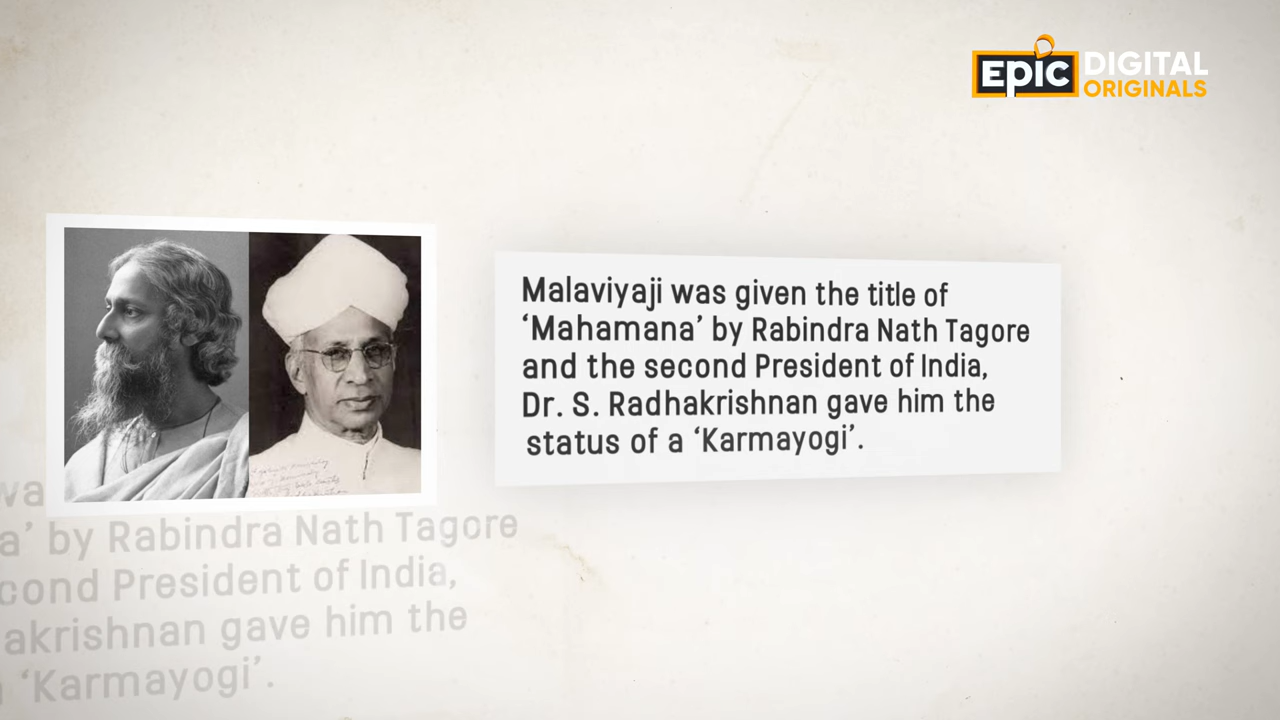 EPIC DIGITAL
ORIGINALS
Malaviyaji was given the title of
‘Mahamana’ by Rabindra Nath Tagore
and the second President of India,
Dr. S. Radhakrishnan gave him the
status of a ‘Karmayogi’.
wa
a’ by Rabindra Nath Tagore
cond President of India,
akrishnan gave him the
‘Karmayogi’.